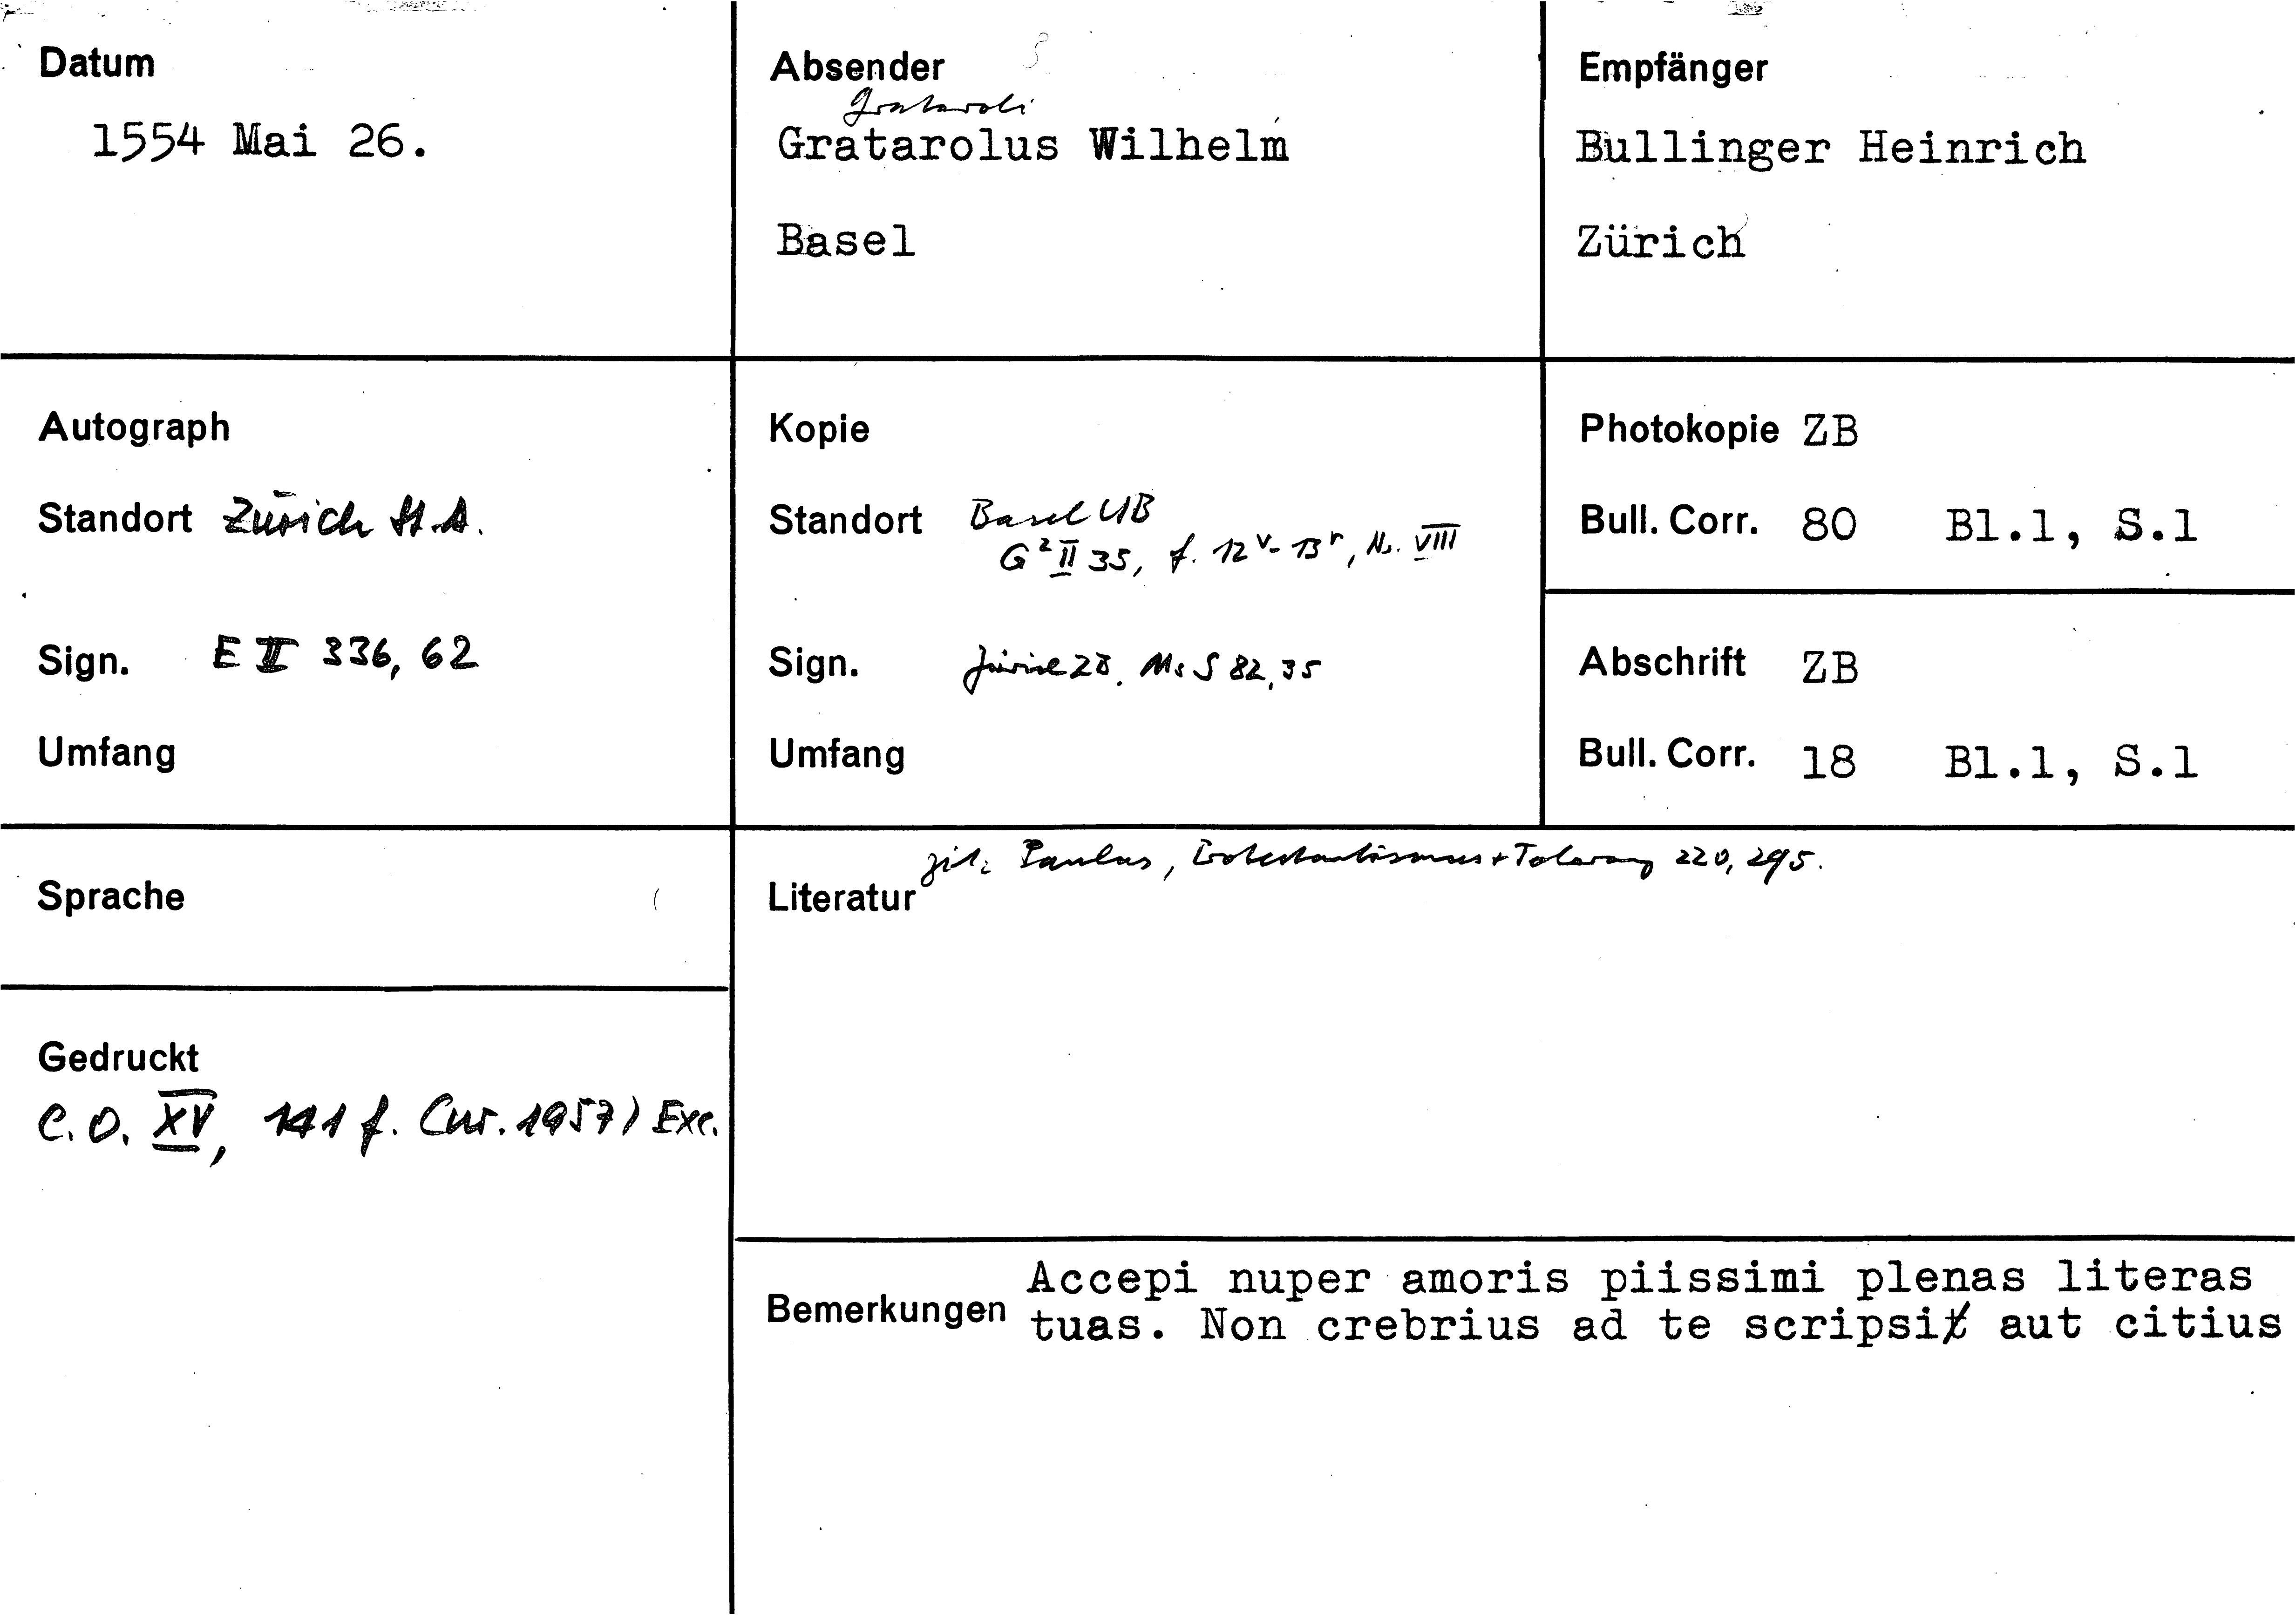 Datum
1554 Mai 26.
Absender
Grataroli
Gratarolus Wilhelm
Basel
Empfänger
Bullinger Heinrich
Zürich
Autograph
Standort Zürich St.A.
Sign. E II 336, 62
Umfang
Kopie
Standort Basel UB
G² II 35, f. 12ᵛ-13ʳ, Nr. VIII
Sign. Zürich ZB. Ms S 82,35
Umfang
Photokopie ZB
Bull. Corr. 80 Bl.1, S.1
Abschrift ZB
Bull. Corr. 18 Bl.1, S.1
Sprache
Gedruckt
C.O. XV, 141 f. (nr. 1957) Exc.
Literatur zit: Paulus, Protestantismus + Toleranz 220, 295.
Bemerkungen Accepi nuper amoris piissimi plenas literas
tuas. Non crebrius ad te scripsi aut citius